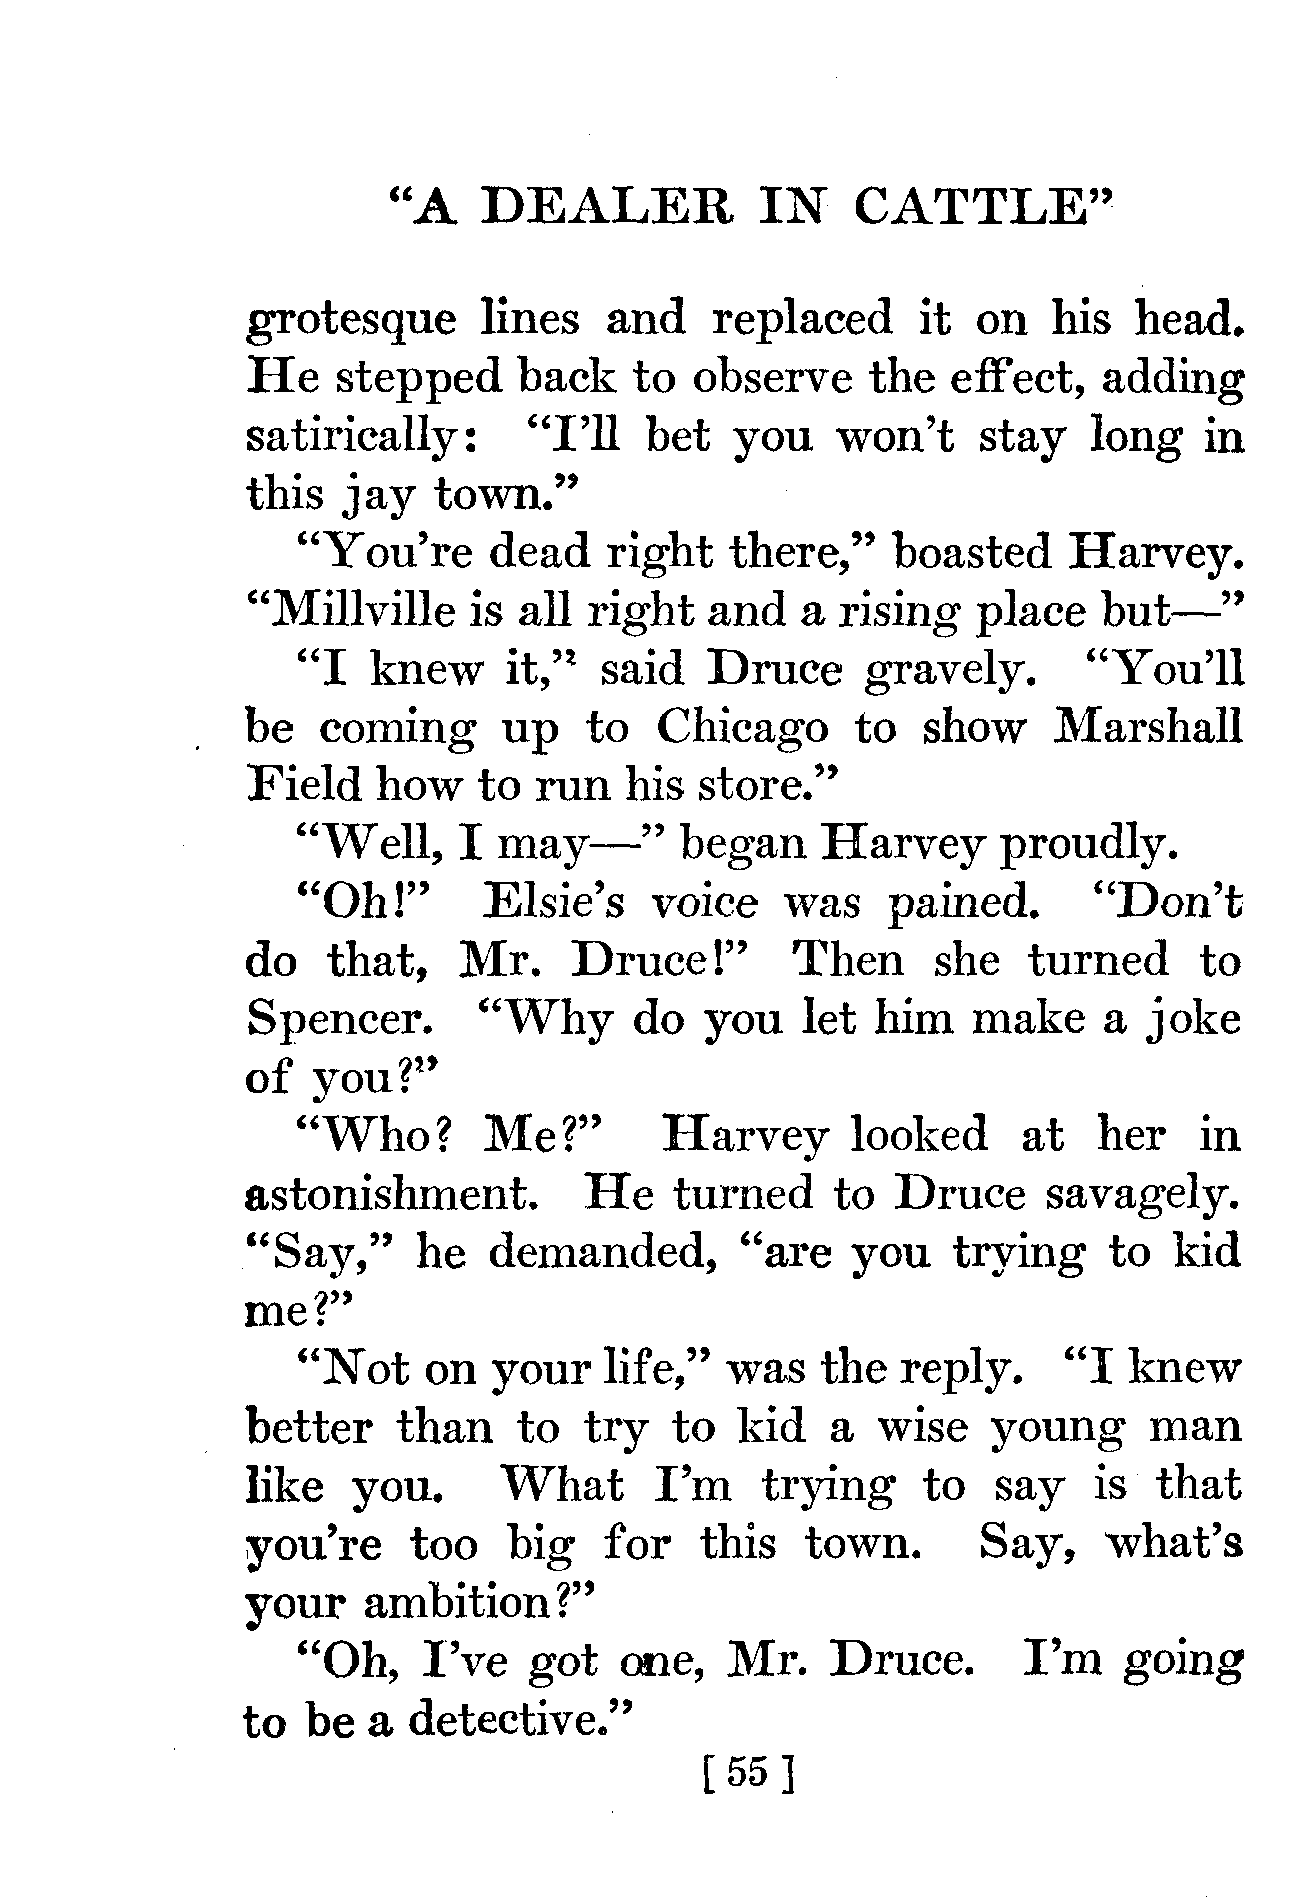 “A DEALER IN CATTLE”
grotesque lines and replaced it on his head.
He stepped back to observe the effect, adding
satirically: “I’ll bet you won’t stay long in
this jay town.”
“You’re dead right there,” boasted Harvey.
“Millville is all right and a rising place but—”
“I knew it,” said Druce gravely. “You’ll
be coming up to Chicago to show Marshall
Field how to run his store.”
“Well, I may—” began Harvey proudly.
“Oh!” Elsie’s voice was pained. “Don’t
do that, Mr. Druce!” Then she turned to
Spencer. “Why do you let him make a joke
of you?”
“Who? Me?” Harvey looked at her in
astonishment. He turned to Druce savagely.
“Say,” he demanded, “are you trying to kid
me?”
“Not on your life,” was the reply. “I knew
better than to try to kid a wise young man
like you. What I’m trying to say is that
you’re too big for this town. Say, what’s
your ambition?”
“Oh, I’ve got one, Mr. Druce. I’m going
to be a detective.”
[ 55 ]